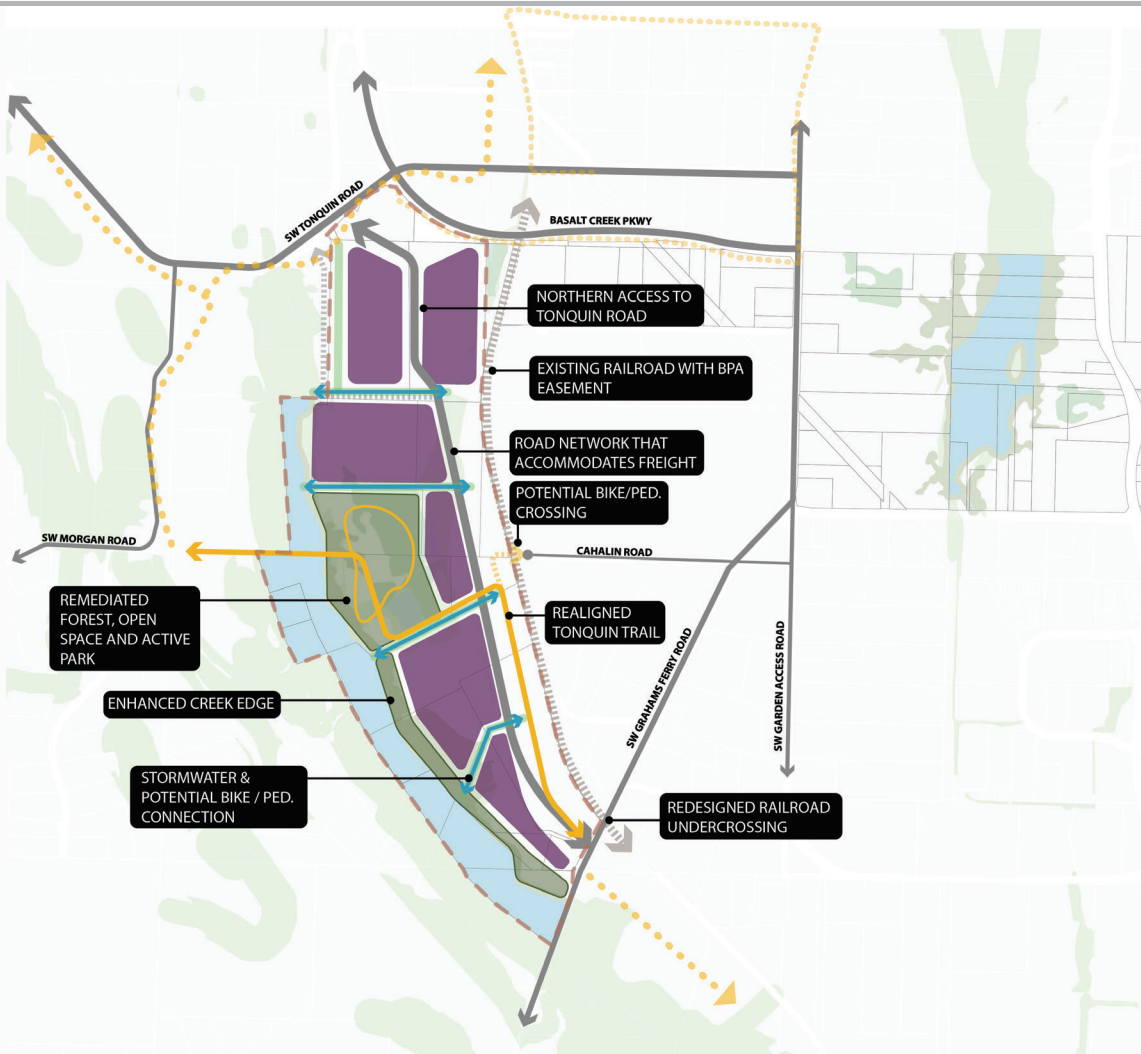 SW TONQUIN ROAD
BASALT CREEK PKWY
NORTHERN ACCESS TO
TONQUIN ROAD
EXISTING RAILROAD WITH BPA
EASEMENT
ROAD NETWORK THAT
ACCOMMODATES FREIGHT
POTENTIAL BIKE/PED.
CROSSING
SW MORGAN ROAD
CAHALIN ROAD
REMEDIATED
FOREST, OPEN
SPACE AND ACTIVE
PARK
REALIGNED
TONQUIN TRAIL
SW GRAHAMS FERRY ROAD
SW GARDEN ACCESS ROAD
ENHANCED CREEK EDGE
STORMWATER &
POTENTIAL BIKE / PED.
CONNECTION
REDESIGNED RAILROAD
UNDERCROSSING